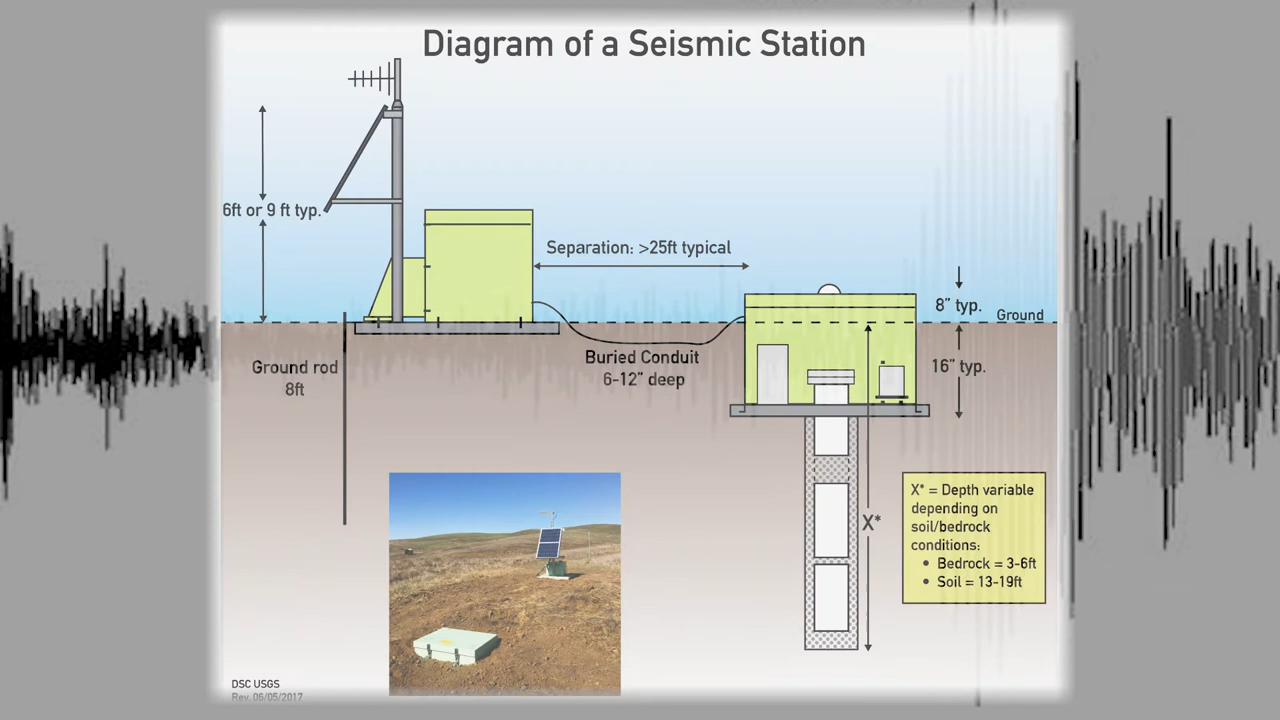 Diagram of a Seismic Station
6ft or 9 ft typ.
Separation: >25ft typical
8” typ.
Ground
Buried Conduit
6-12” deep
Ground rod
8ft
16” typ.
X*
X* = Depth variable
depending on
soil/bedrock
conditions:
• Bedrock = 3-6ft
• Soil = 13-19ft
DSC USGS
Rev. 06/05/2017